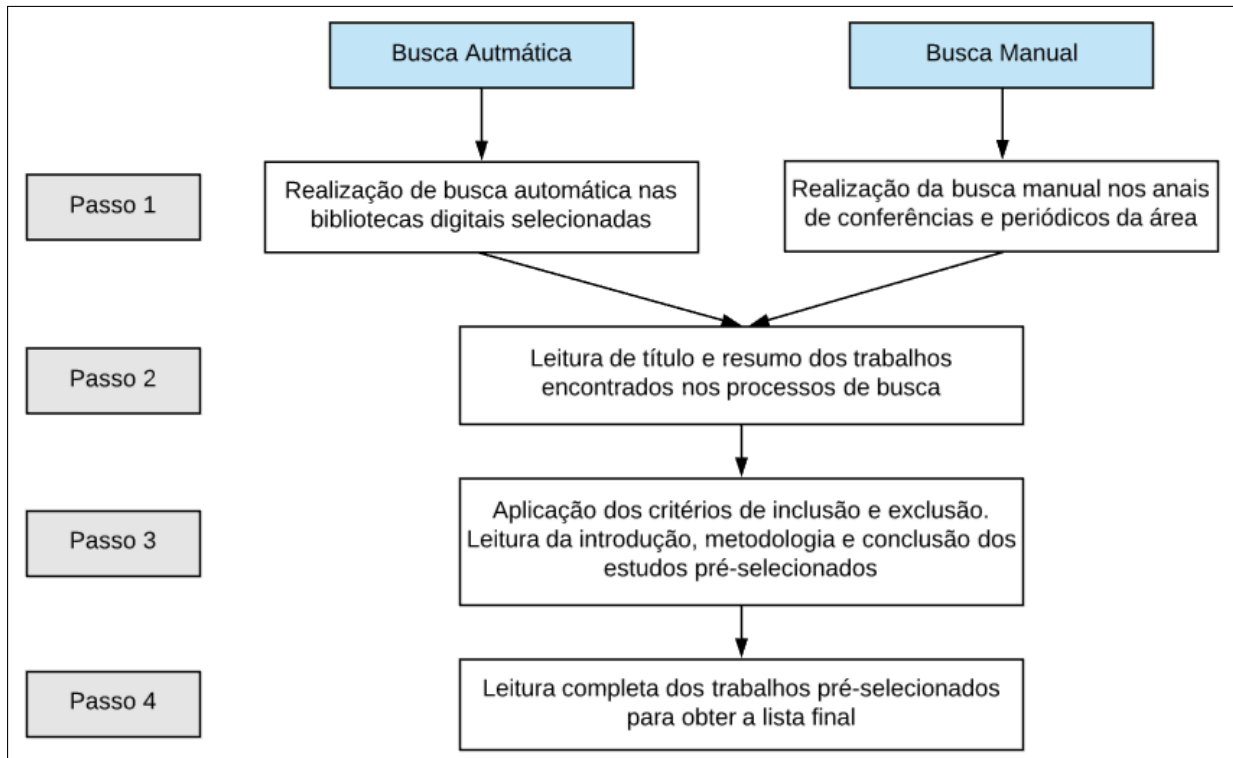 Busca Autmática
Busca Manual
Passo 1
Realização de busca automática nas
bibliotecas digitais selecionadas
Realização da busca manual nos anais
de conferências e periódicos da área
Passo 2
Leitura de título e resumo dos trabalhos
encontrados nos processos de busca
Passo 3
Aplicação dos critérios de inclusão e exclusão.
Leitura da introdução, metodologia e conclusão dos
estudos pré-selecionados
Passo 4
Leitura completa dos trabalhos pré-selecionados
para obter a lista final